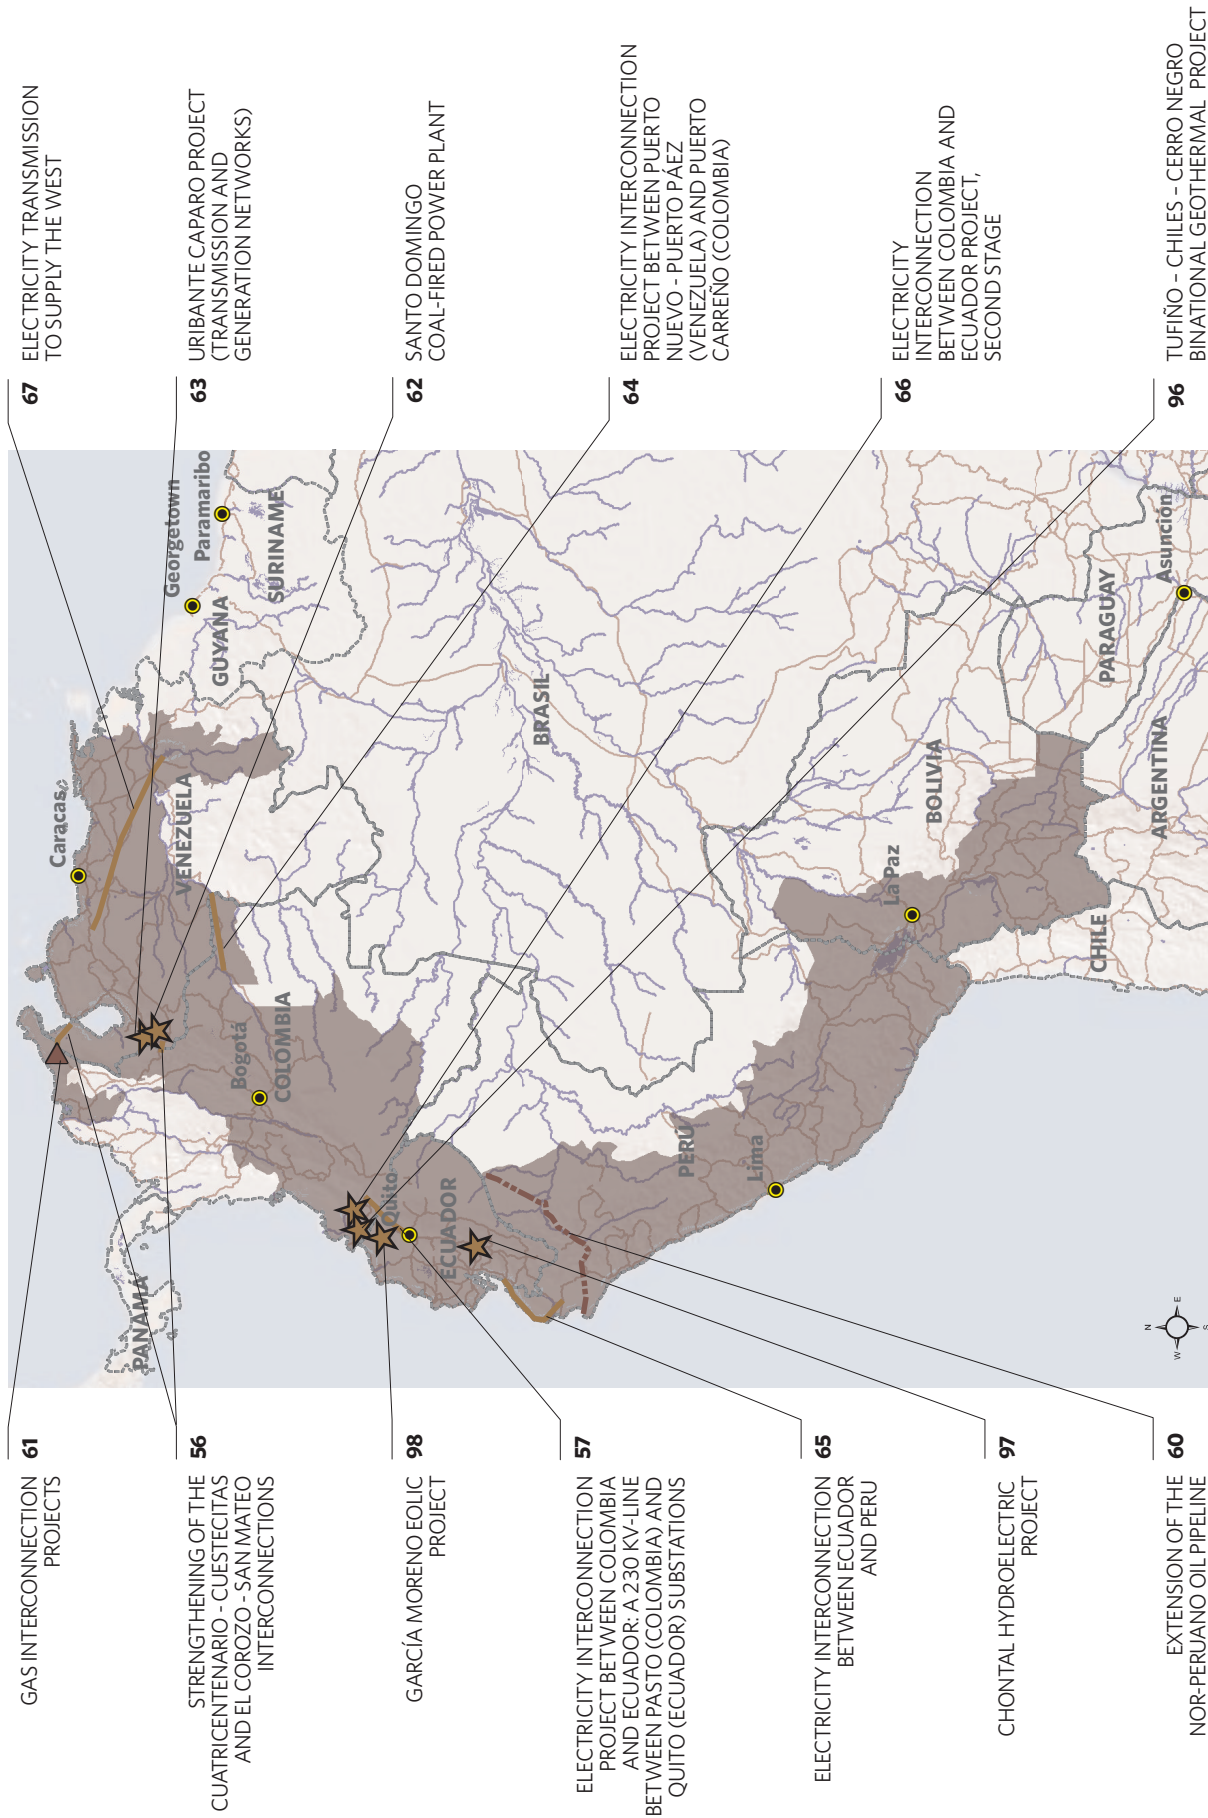 67
ELECTRICITY TRANSMISSION
TO SUPPLY THE WEST
63
URIBANTE CAPARO PROJECT
(TRANSMISSION AND
GENERATION NETWORKS)
62
SANTO DOMINGO
COAL-FIRED POWER PLANT
64
ELECTRICITY INTERCONNECTION
PROJECT BETWEEN PUERTO
NUEVO - PUERTO PÁEZ
(VENEZUELA) AND PUERTO
CARREÑO (COLOMBIA)
66
ELECTRICITY
INTERCONNECTION
BETWEEN COLOMBIA AND
ECUADOR PROJECT,
SECOND STAGE
96
TUFIÑO - CHILES - CERRO NEGRO
BINATIONAL GEOTHERMAL PROJECT
Caracas
Georgetown
Paramaribo
VENEZUELA
GUYANA
SURINAME
PANAMÁ
Bogotá
COLOMBIA
Quito
ECUADOR
BRASIL
PERÚ
Lima
La Paz
BOLIVIA
PARAGUAY
Asunción
CHILE
ARGENTINA
N
W
E
S
61
GAS INTERCONNECTION
PROJECTS
56
STRENGTHENING OF THE
CUATRICENTENARIO - CUESTECITAS
AND EL COROZO - SAN MATEO
INTERCONNECTIONS
98
GARCÍA MORENO EOLIC
PROJECT
57
ELECTRICITY INTERCONNECTION
PROJECT BETWEEN COLOMBIA
AND ECUADOR: A 230 KV-LINE
BETWEEN PASTO (COLOMBIA) AND
QUITO (ECUADOR) SUBSTATIONS
65
ELECTRICITY INTERCONNECTION
BETWEEN ECUADOR
AND PERU
97
CHONTAL HYDROELECTRIC
PROJECT
60
EXTENSION OF THE
NOR-PERUANO OIL PIPELINE